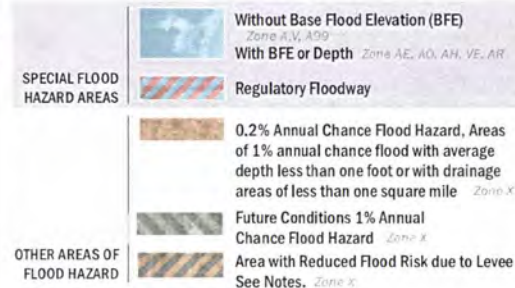 Without Base Flood Elevation (BFE)
Zone A,V, A99
With BFE or Depth Zone AE, AO, AH, VE, AR
SPECIAL FLOOD
HAZARD AREAS
Regulatory Floodway
0.2% Annual Chance Flood Hazard, Areas
of 1% annual chance flood with average
depth less than one foot or with drainage
areas of less than one square mile Zone X
Future Conditions 1% Annual
Chance Flood Hazard Zone X
OTHER AREAS OF
FLOOD HAZARD
Area with Reduced Flood Risk due to Levee
See Notes. Zone X